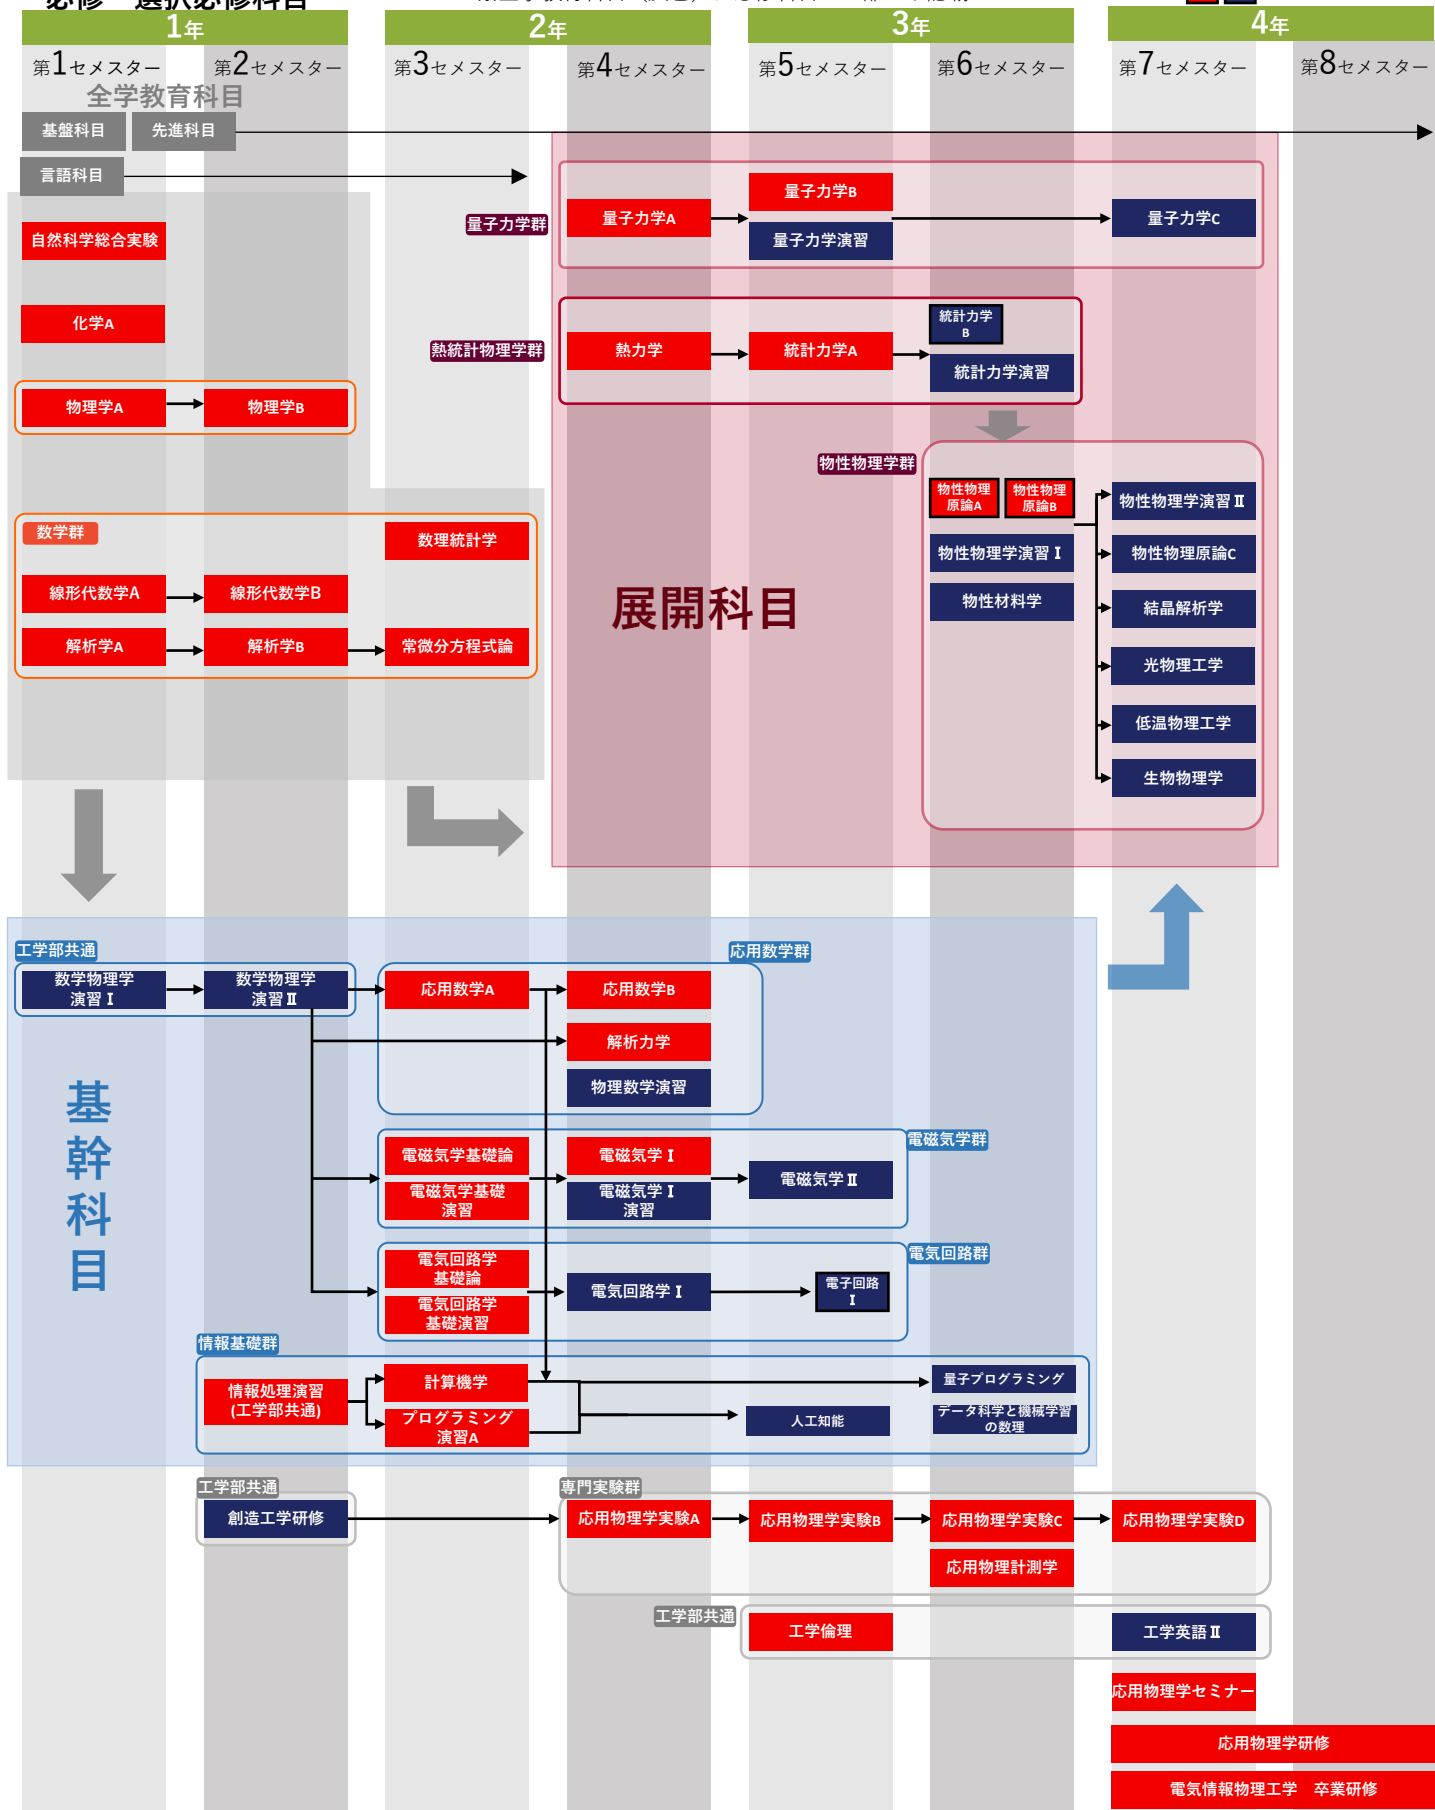 1年
2年
3年
4年
第1セメスター
第2セメスター
第3セメスター
第4セメスター
第5セメスター
第6セメスター
第7セメスター
第8セメスター
全学教育科目
基盤科目
先進科目
言語科目
自然科学総合実験
化学A
物理学A
物理学B
数学群
数理統計学
線形代数学A
線形代数学B
解析学A
解析学B
常微分方程式論
量子力学群
量子力学A
量子力学B
量子力学演習
量子力学C
熱統計物理学群
熱力学
統計力学A
統計力学
B
統計力学演習
物性物理学群
物性物理
原論A
物性物理
原論B
物性物理学演習Ⅰ
物性材料学
物性物理学演習Ⅱ
物性物理原論C
結晶解析学
光物理工学
低温物理工学
生物物理学
展開科目
工学部共通
数学物理学
演習Ⅰ
数学物理学
演習Ⅱ
応用数学群
応用数学A
応用数学B
解析力学
物理数学演習
基
幹
科
目
電磁気学群
電磁気学基礎論
電磁気学基礎
演習
電磁気学Ⅰ
電磁気学Ⅰ
演習
電磁気学Ⅱ
電気回路群
電気回路学
基礎論
電気回路学
基礎演習
電気回路学Ⅰ
電子回路
Ⅰ
情報基礎群
情報処理演習
(工学部共通)
計算機学
プログラミング
演習A
量子プログラミング
人工知能
データ科学と機械学習
の数理
工学部共通
創造工学研修
専門実験群
応用物理学実験A
応用物理学実験B
応用物理学実験C
応用物理学実験D
応用物理計測学
工学部共通
工学倫理
工学英語Ⅱ
応用物理学セミナー
応用物理学研修
電気情報物理工学　卒業研修